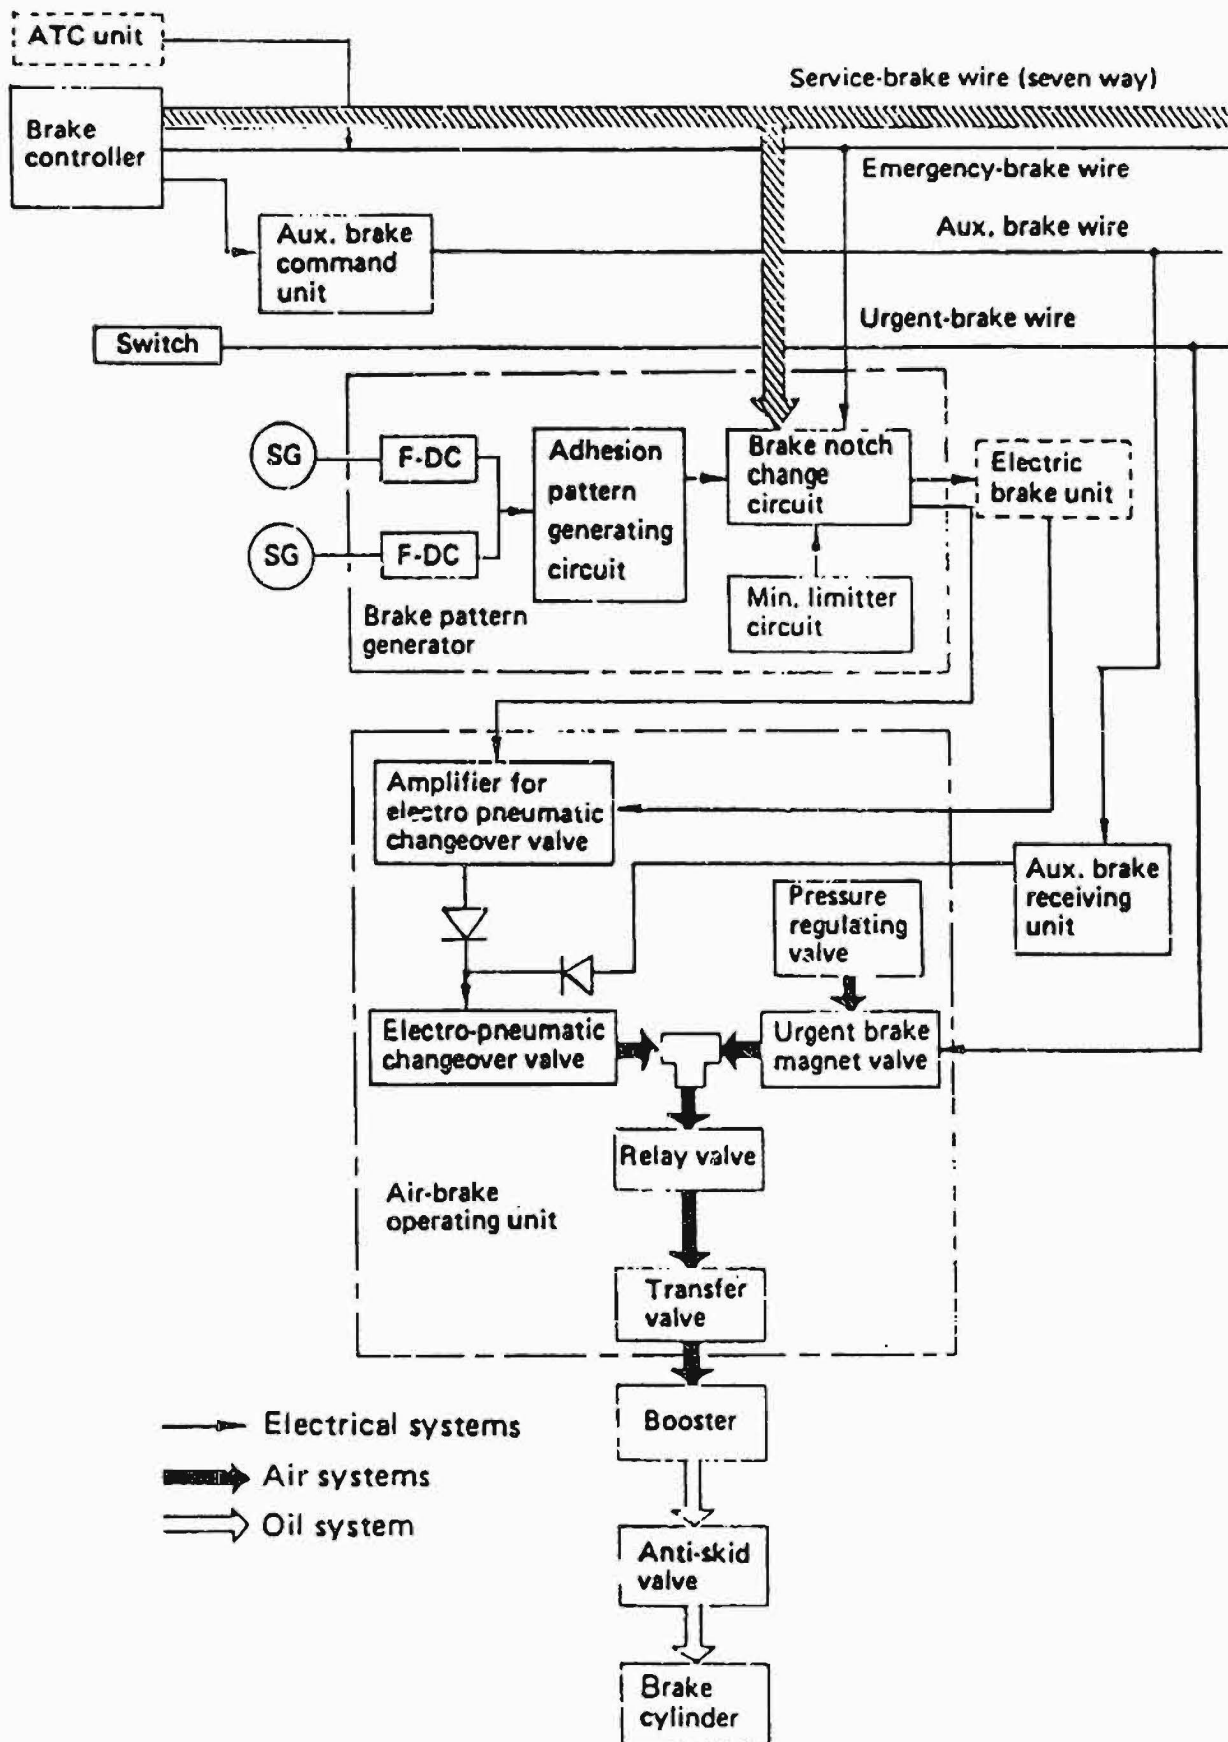 ATC unit
Service-brake wire (seven way)
Brake
controller
Emergency-brake wire
Aux. brake
command
unit
Aux. brake wire
Urgent-brake wire
Switch
SG
F-DC
Adhesion
pattern
generating
circuit
Brake notch
change
circuit
Electric
brake unit
SG
F-DC
Min. limitter
circuit
Brake pattern
generator
Amplifier for
electro pneumatic
changeover valve
Aux. brake
receiving
unit
Pressure
regulating
valve
Electro-pneumatic
changeover valve
Urgent brake
magnet valve
Relay valve
Air-brake
operating unit
Transfer
valve
Booster
Electrical systems
Air systems
Oil system
Anti-skid
valve
Brake
cylinder